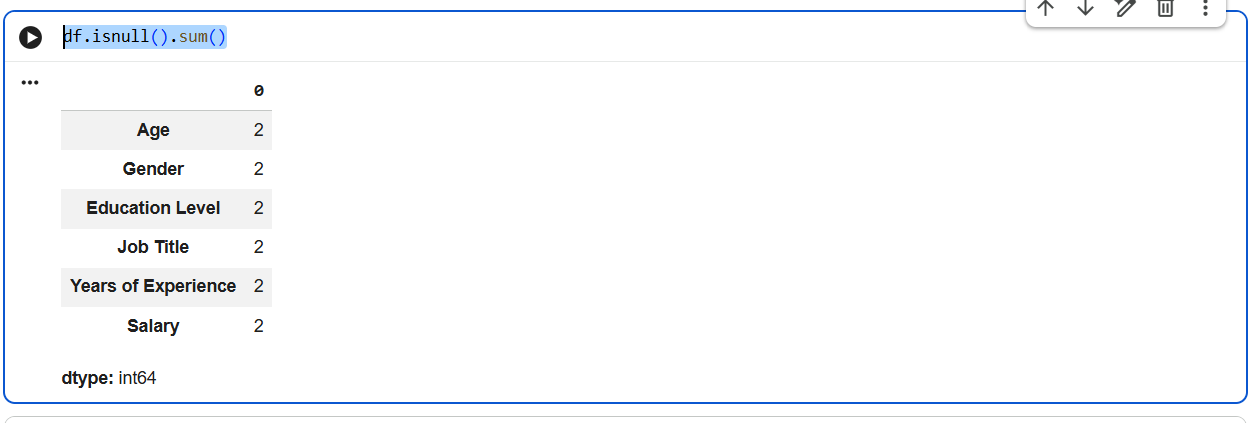 df.isnull().sum()
0
Age 2
Gender 2
Education Level 2
Job Title 2
Years of Experience 2
Salary 2
dtype: int64